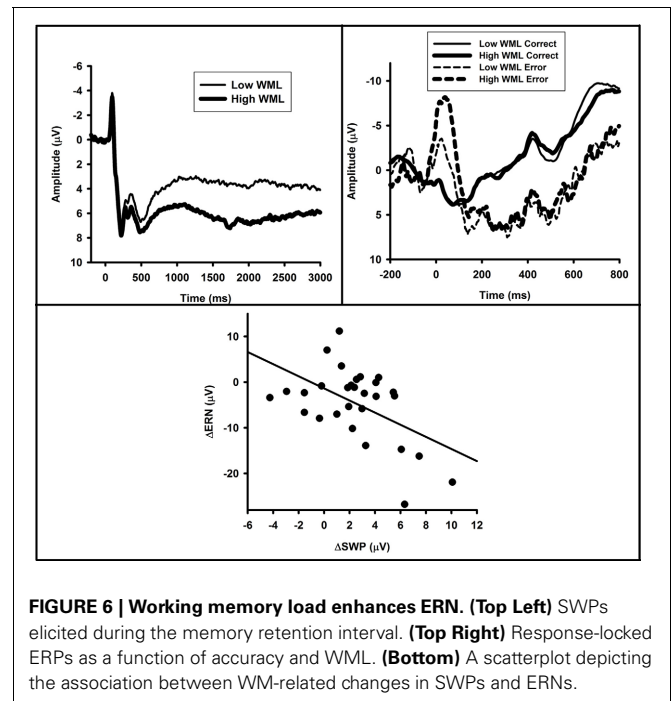 -6
-4
-2
0
2
4
6
8
10
Amplitude (µV)
Low WML
High WML
0
500
1000
1500
2000
2500
3000
Time (ms)
Low WML Correct
High WML Correct
Low WML Error
High WML Error
-10
-5
0
5
10
Amplitude (µV)
-200
0
200
400
600
800
Time (ms)
10
0
-10
-20
ΔERN (µV)
-6
-4
-2
0
2
4
6
8
10
12
ΔSWP (µV)
FIGURE 6 | Working memory load enhances ERN. (Top Left) SWPs
elicited during the memory retention interval. (Top Right) Response-locked
ERPs as a function of accuracy and WML. (Bottom) A scatterplot depicting
the association between WM-related changes in SWPs and ERNs.